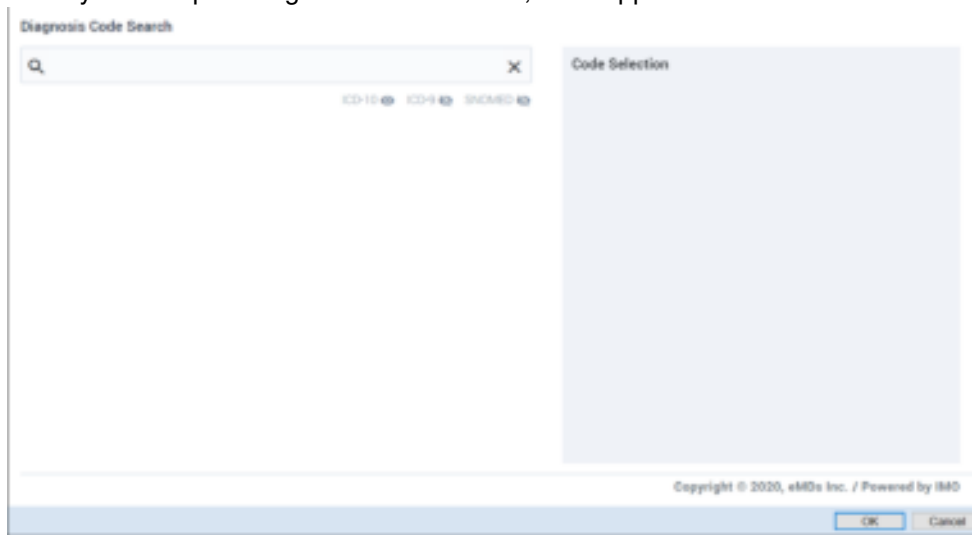 Diagnosis Code Search
Code Selection
ICD-10 ICD-9 SNOMED
Copyright © 2020, eMDs Inc. / Powered by IMO
OK Cancel